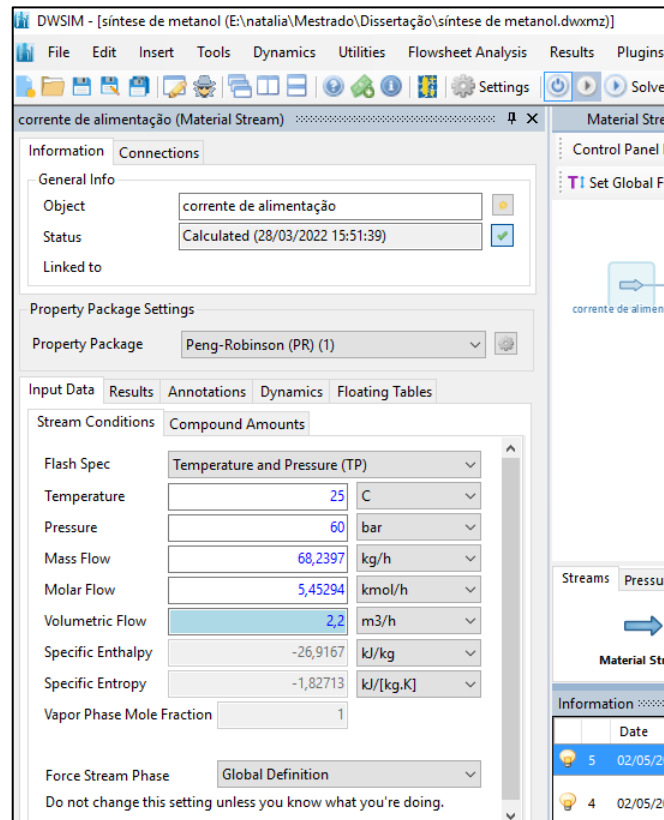 DWSIM - [síntese de metanol (E:\natalia\Mestrado\Dissertação\síntese de metanol.dwxmz)]
File Edit Insert Tools Dynamics Utilities Flowsheet Analysis Results Plugins
Settings Solve
corrente de alimentação (Material Stream)
Material Stre
Information Connections
Control Panel
General Info
Set Global F
Object corrente de alimentação
Status Calculated (28/03/2022 15:51:39)
Linked to
corrente de alimen
Property Package Settings
Property Package Peng-Robinson (PR) (1)
Input Data Results Annotations Dynamics Floating Tables
Stream Conditions Compound Amounts
Flash Spec Temperature and Pressure (TP)
Temperature 25 C
Pressure 60 bar
Mass Flow 68,2397 kg/h
Molar Flow 5,45294 kmol/h
Streams Pressu
Volumetric Flow 2,2 m3/h
Specific Enthalpy -26,9167 kJ/kg
Material Str
Specific Entropy -1,82713 kJ/[kg.K]
Information
Vapor Phase Mole Fraction 1
Date
5 02/05/20
Force Stream Phase Global Definition
Do not change this setting unless you know what you're doing.
4 02/05/20